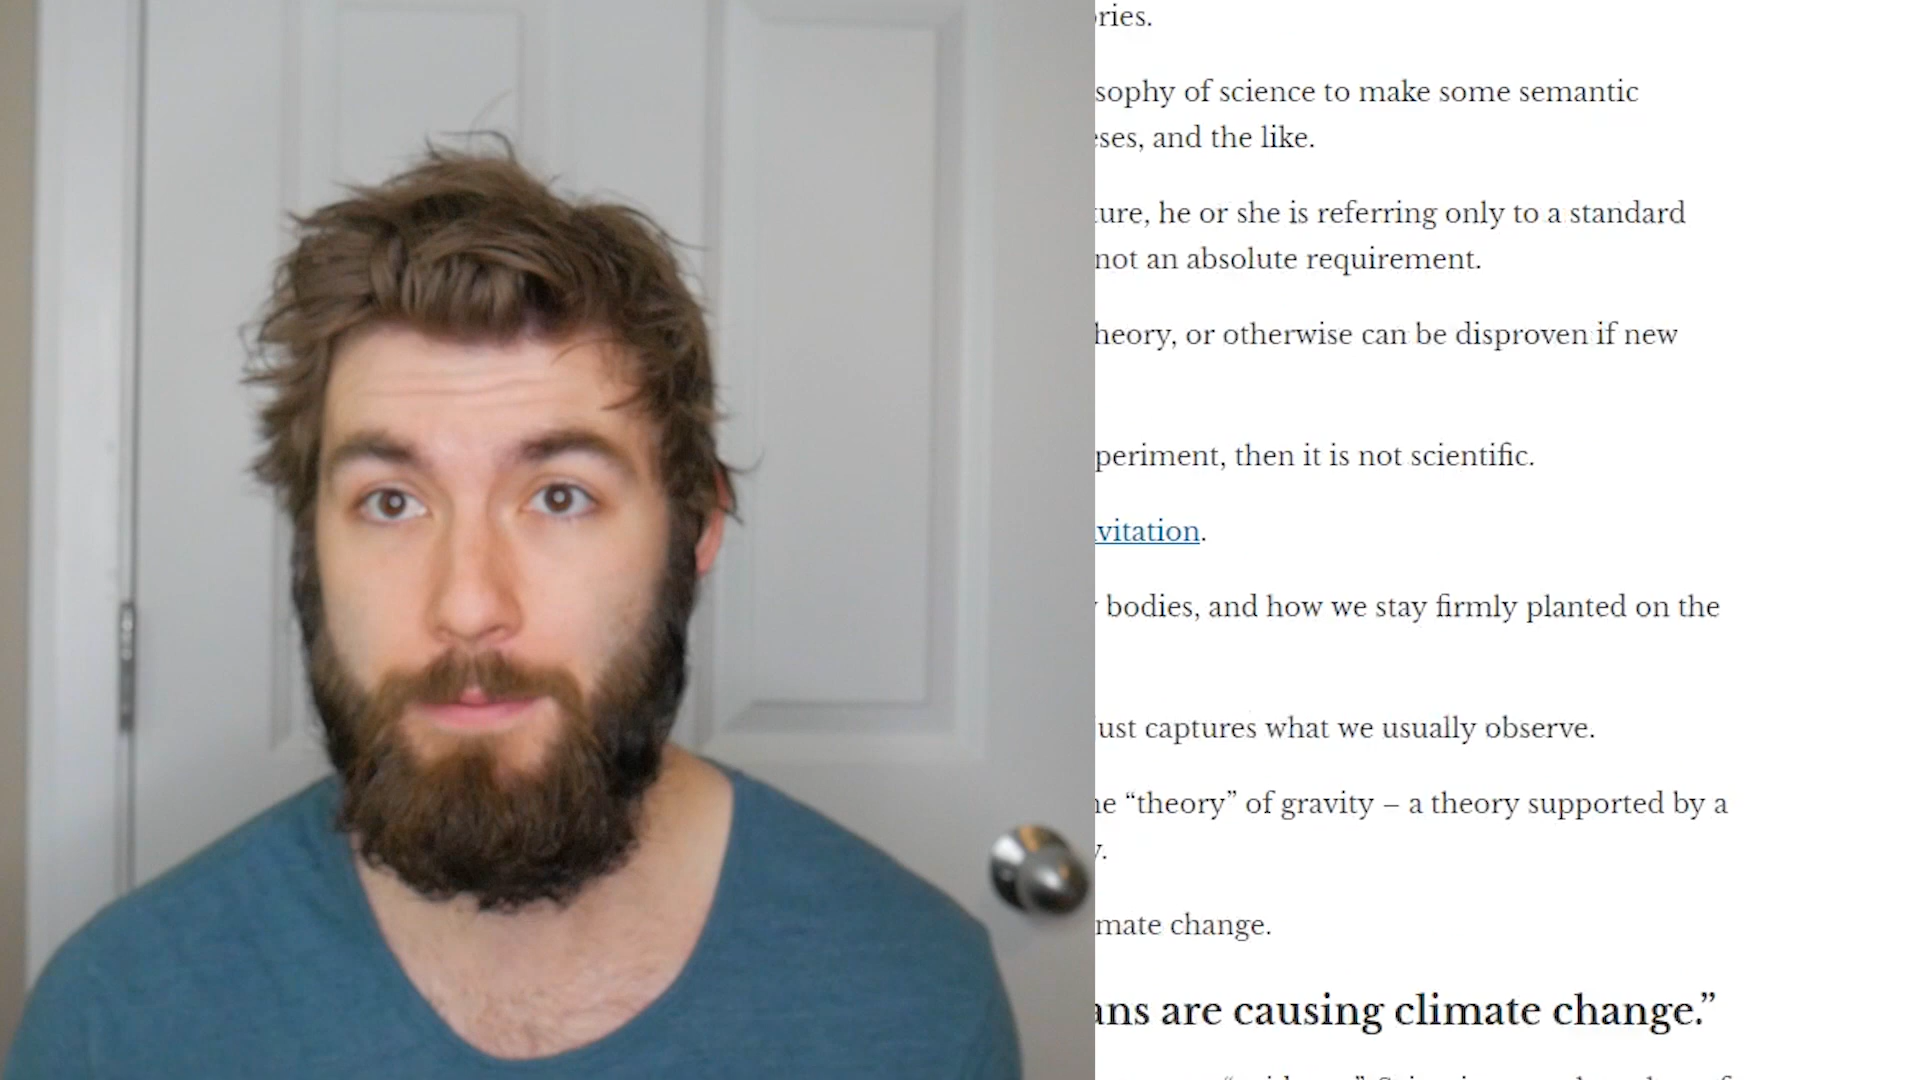 ries.
sophy of science to make some semantic
eses, and the like.
ure, he or she is referring only to a standard
not an absolute requirement.
heory, or otherwise can be disproven if new
periment, then it is not scientific.
vitation.
bodies, and how we stay firmly planted on the
ust captures what we usually observe.
he “theory” of gravity – a theory supported by a
y.
mate change.
ans are causing climate change.”